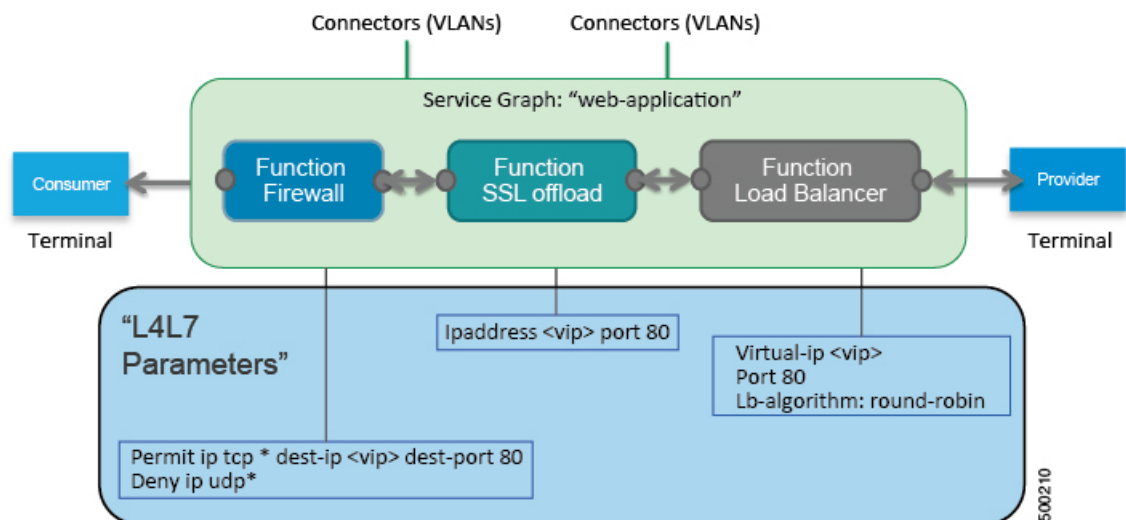 Connectors (VLANs)
Connectors (VLANs)
Service Graph: “web-application”
Consumer
Terminal
Function
Firewall
Function
SSL offload
Function
Load Balancer
Provider
Terminal
“L4L7
Parameters”
Ipaddress <vip> port 80
Virtual-ip <vip>
Port 80
Lb-algorithm: round-robin
Permit ip tcp * dest-ip <vip> dest-port 80
Deny ip udp*
500210